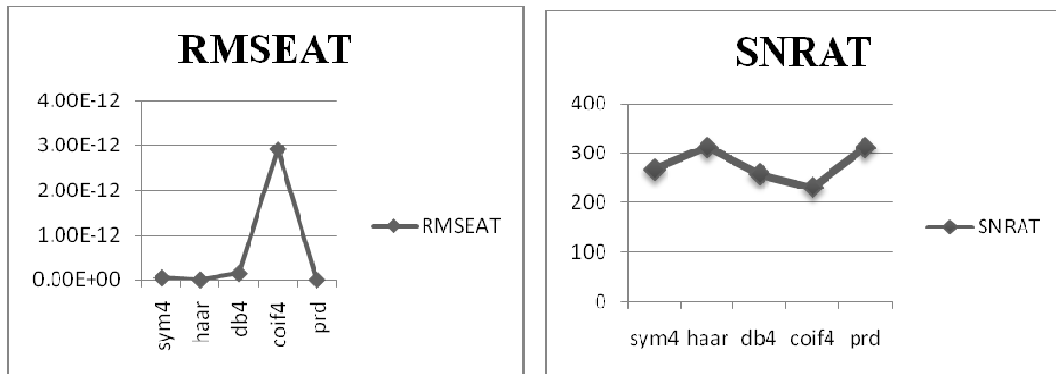 RMSEAT
4.00E-12
3.00E-12
2.00E-12
1.00E-12
0.00E+00
sym4
haar
db4
coif4
prd
RMSEAT
SNRAT
400
300
200
100
0
sym4 haar db4 coif4 prd
SNRAT